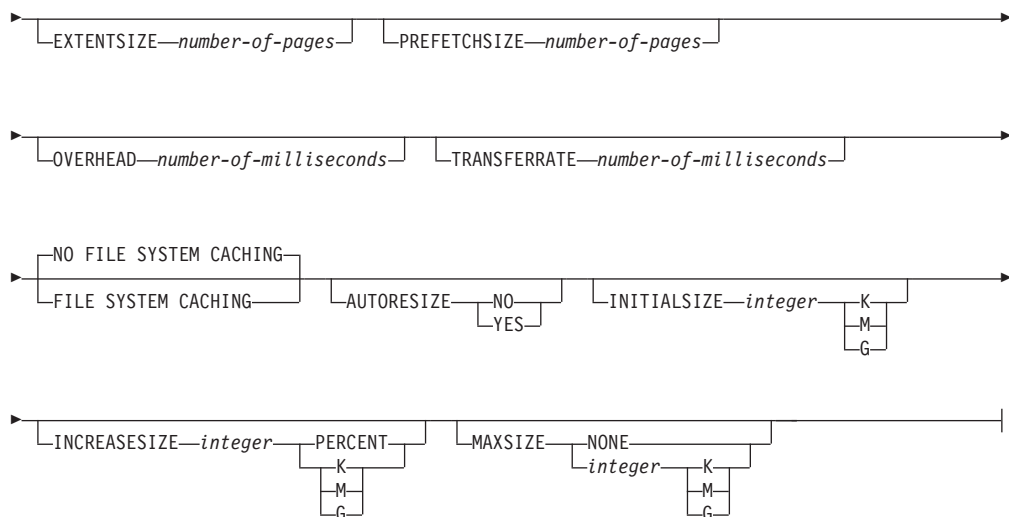 EXTENTSIZE number-of-pages PREFETCHSIZE number-of-pages
OVERHEAD number-of-milliseconds TRANSFERRATE number-of-milliseconds
NO FILE SYSTEM CACHING
FILE SYSTEM CACHING AUTORESIZE NO INITIALSIZE integer K
YES M
G
INCREASESIZE integer PERCENT MAXSIZE NONE
K integer K
M M
G G